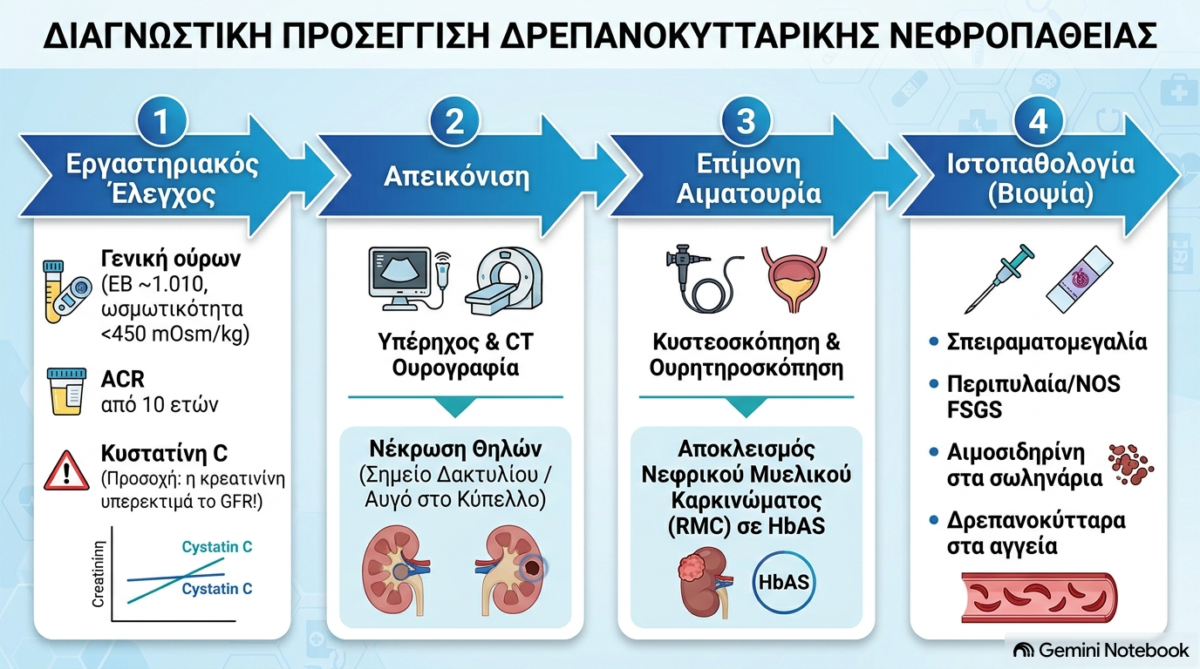 ΔΙΑΓΝΩΣΤΙΚΗ ΠΡΟΣΕΓΓΙΣΗ ΔΡΕΠΑΝΟΚΥΤΤΑΡΙΚΗΣ ΝΕΦΡΟΠΑΘΕΙΑΣ
1
Εργαστηριακός
Έλεγχος
Γενική ούρων
(ΕΒ ~1.010,
ωσμωτικότητα
<450 mOsm/kg)
ACR
από 10 ετών
Κυστατίνη C
(Προσοχή: η κρεατινίνη
υπερεκτιμά το GFR!)
Creatininη
Cystatin C
Cystatin C
2
Απεικόνιση
Υπέρηχος & CT
Ουρογραφία
Νέκρωση Θηλών
(Σημείο Δακτυλίου /
Αυγό στο Κύπελλο)
3
Επίμονη
Αιματουρία
Κυστεοσκόπηση &
Ουρητηροσκόπηση
Αποκλεισμός
Νεφρικού Μυελικού
Καρκινώματος
(RMC) σε HbAS
HbAS
4
Ιστοπαθολογία
(Βιοψία)
• Σπειραματομεγαλία
• Περιπυλαία/NOS
FSGS
• Αιμοσιδηρίνη
στα σωληνάρια
• Δρεπανοκύτταρα
στα αγγεία
Gemini Notebook